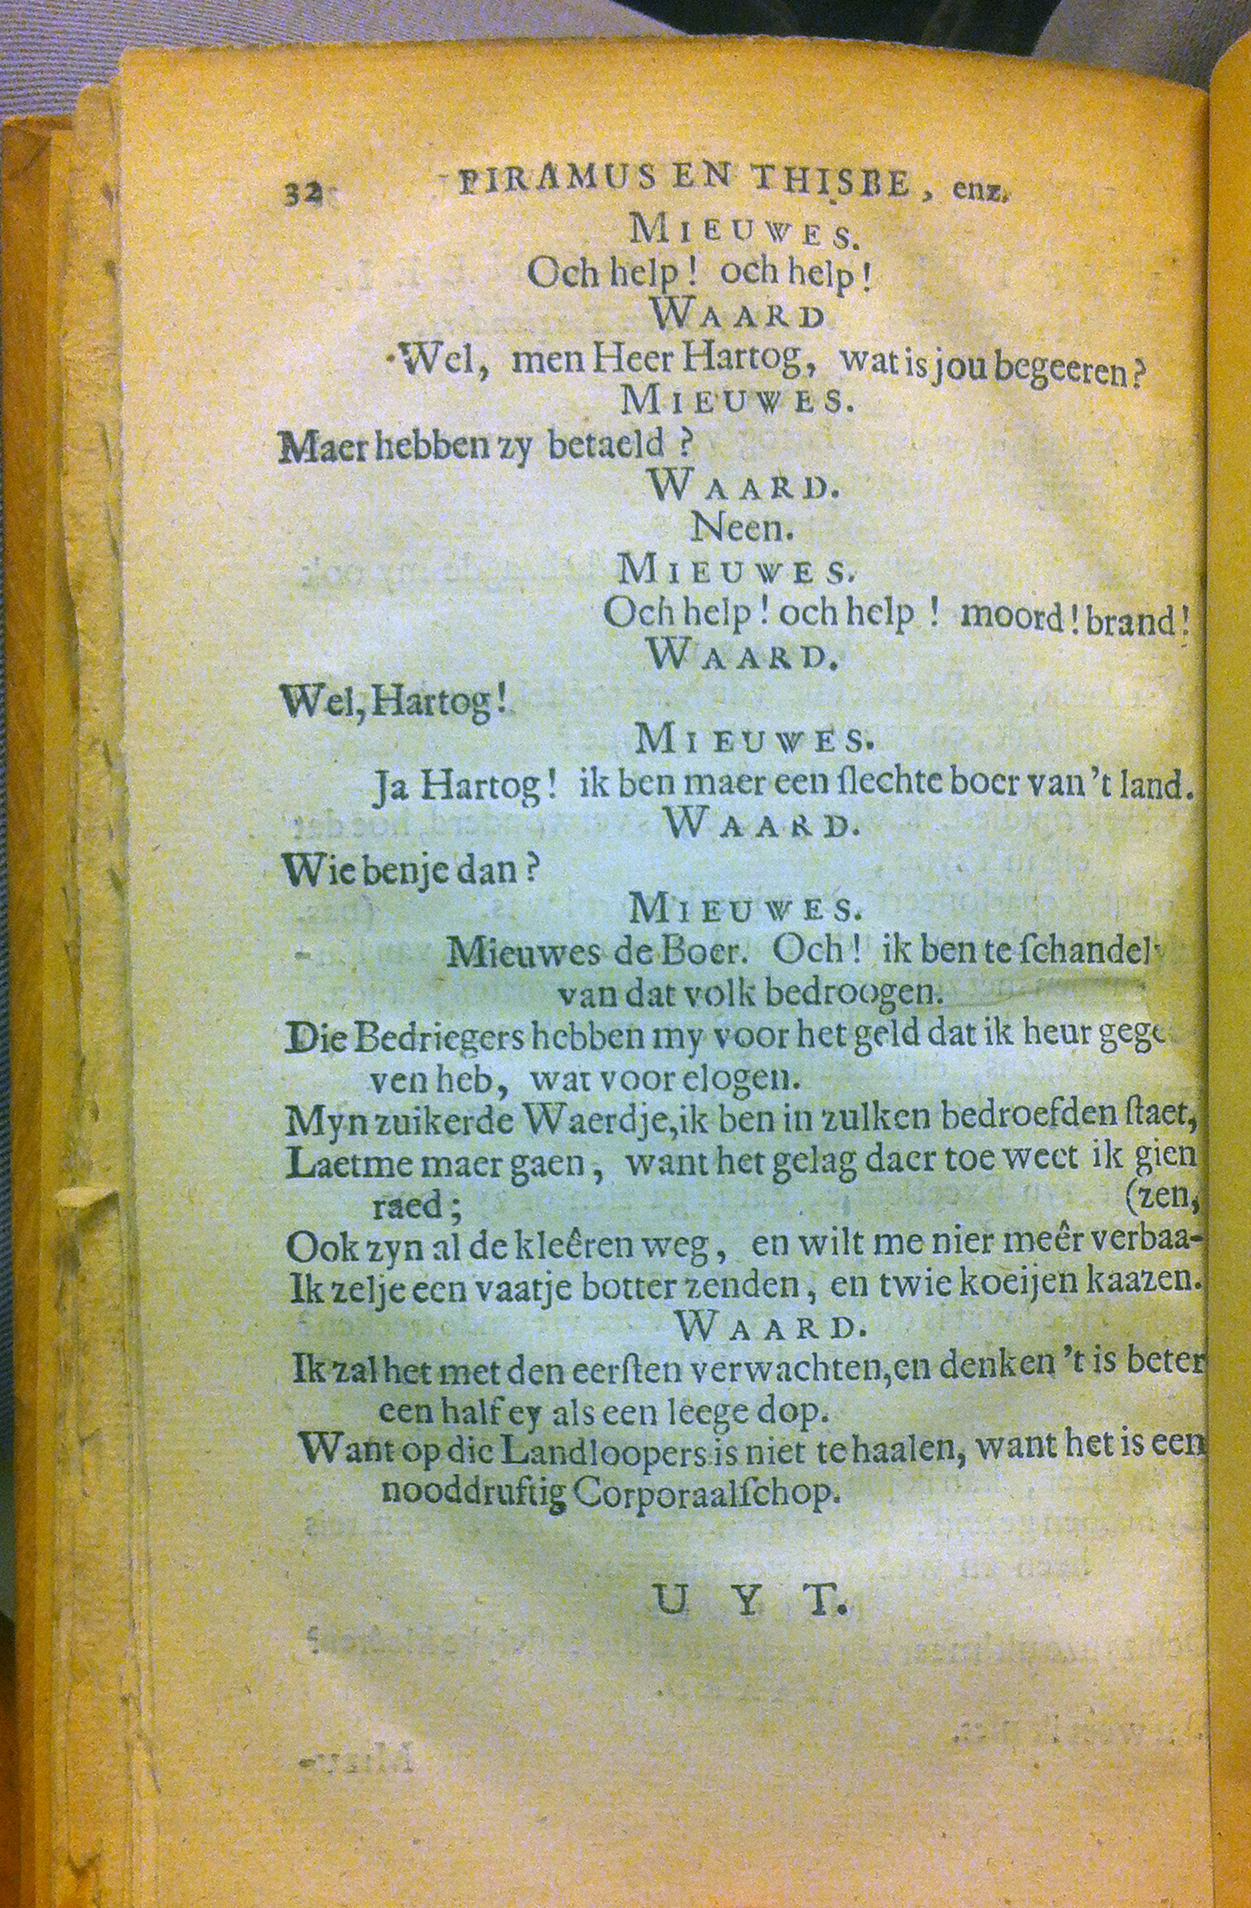 32 PIRAMUS EN THISBE, enz.
MIEUWES.
Och help! och help!
WAARD
Wel, men Heer Hartog, wat is jou begeeren?
MIEUWES.
Maer hebben zy betaeld?
WAARD.
Neen.
MIEUWES.
Och help! och help! moord! brand!
WAARD.
Wel, Hartog!
MIEUWES.
Ja Hartog! ik ben maer een ſlechte boer van 't land.
WAARD.
Wie benje dan?
MIEUWES.
Mieuwes de Boer. Och! ik ben te ſchandel
van dat volk bedroogen.
Die Bedriegers hebben my voor het geld dat ik heur gege
ven heb, wat voor elogen.
Myn zuikerde Waerdje, ik ben in zulken bedroefden ſtaet,
Laetme maer gaen, want het gelag daer toe weet ik gien
raed; (zen,
Ook zyn al de kleêren weg, en wilt me nier meêr verbaa-
Ik zelje een vaatje botter zenden, en twie koeijen kaazen.
WAARD.
Ik zal het met den eerſten verwachten, en denken 't is beter
een half ey als een leege dop.
Want op die Landloopers is niet te haalen, want het is een
nooddruftig Corporaalſchop.
UYT.